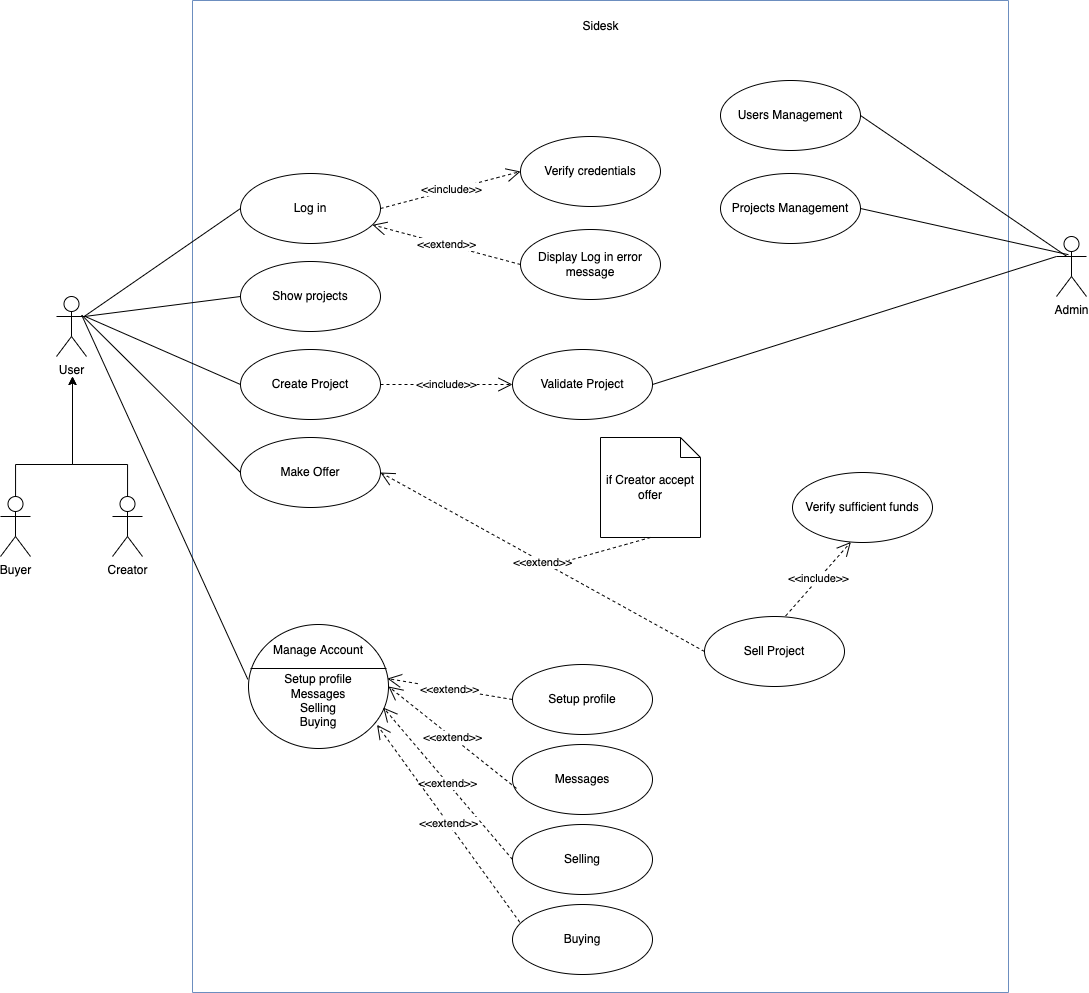 Sidesk
Users Management
Verify credentials
<<include>>
Log in
Projects Management
<<extend>>
Display Log in error
message
Show projects
Admin
User
Create Project
<<include>>
Validate Project
Make Offer
if Creator accept
offer
Verify sufficient funds
Buyer
Creator
<<extend>>
<<include>>
Manage Account
Setup profile
Messages
Selling
Buying
Sell Project
<<extend>>
Setup profile
<<extend>>
Messages
<<extend>>
<<extend>>
Selling
Buying